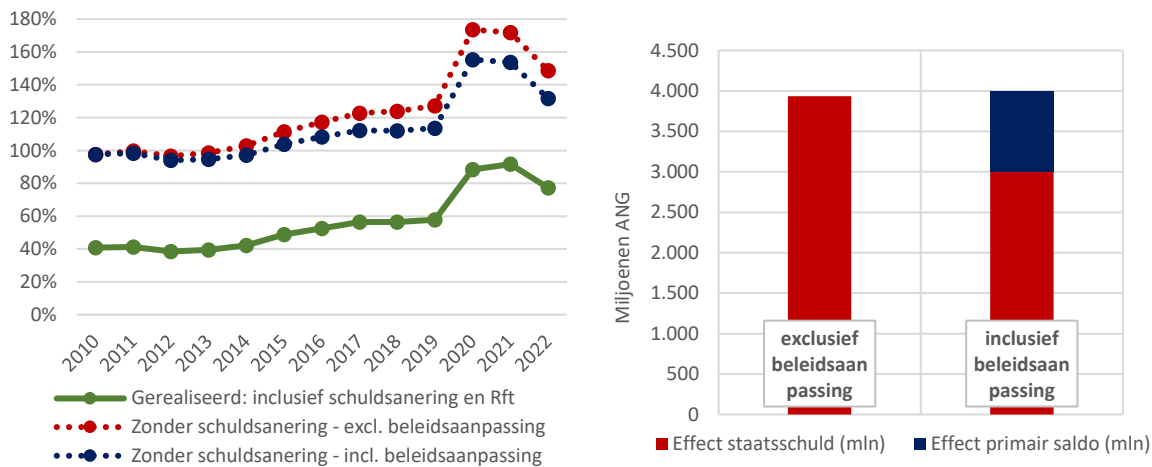 180%
160%
140%
120%
100%
80%
60%
40%
20%
0%
2010 2011 2012 2013 2014 2015 2016 2017 2018 2019 2020 2021 2022
Gerealiseerd: inclusief schuldsanering en Rft
Zonder schuldsanering - excl. beleidsaanpassing
Zonder schuldsanering - incl. beleidsaanpassing
Miljoenen ANG
4.500
4.000
3.500
3.000
2.500
2.000
1.500
1.000
500
0
exclusief
beleidsaan
passing
inclusief
beleidsaan
passing
Effect staatsschuld (mln) Effect primair saldo (mln)